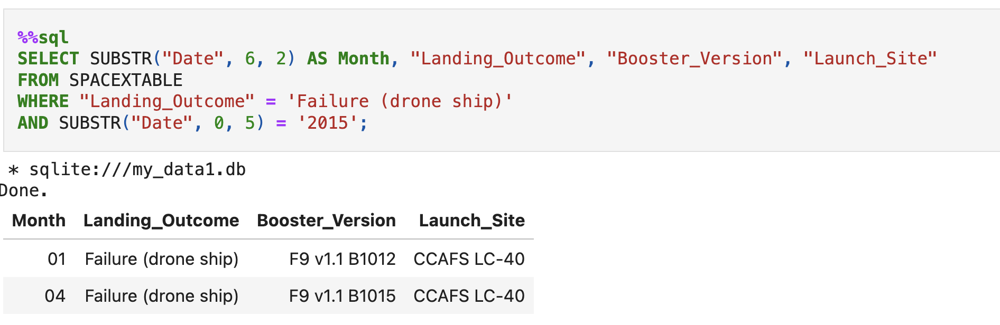 %%sql
SELECT SUBSTR("Date", 6, 2) AS Month, "Landing_Outcome", "Booster_Version", "Launch_Site"
FROM SPACEXTABLE
WHERE "Landing_Outcome" = 'Failure (drone ship)'
AND SUBSTR("Date", 0, 5) = '2015';
* sqlite:///my_data1.db
Done.
Month Landing_Outcome Booster_Version Launch_Site
01 Failure (drone ship) F9 v1.1 B1012 CCAFS LC-40
04 Failure (drone ship) F9 v1.1 B1015 CCAFS LC-40